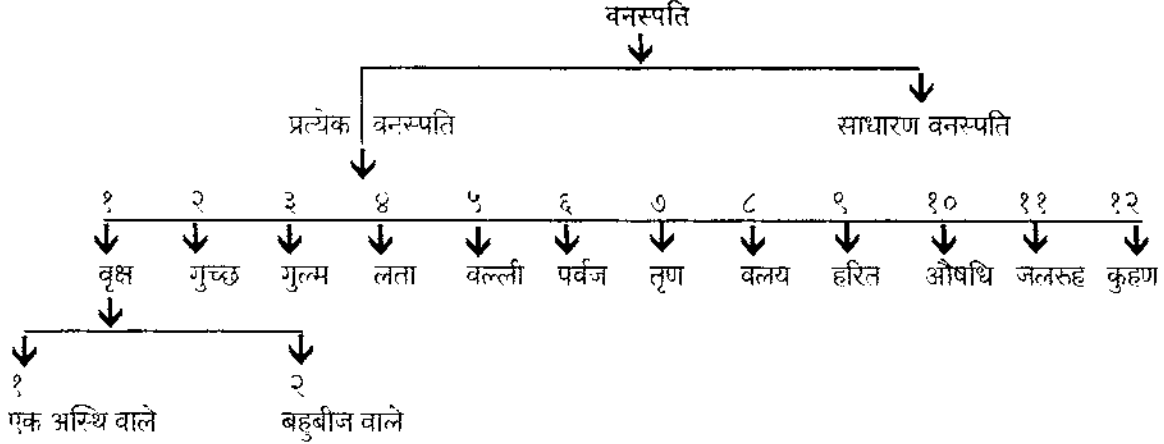 वनस्पति
प्रत्येक वनस्पति साधारण वनस्पति
१ २ ३ ४ ५ ६ ७ ८ ९ १० ११ १२
वृक्ष गुच्छ गुल्म लता वल्ली पर्वज तृण वलय हरित औषधि जलरुह कुहण
१ २
एक अस्थि वाले बहुबीज वाले